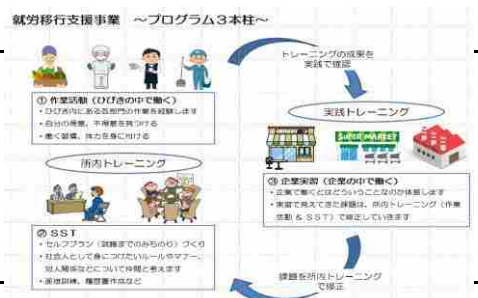 就労移行支援事業 ～プログラム３本柱～
トレーニングの成果を
実践で確認
① 作業活動（ひびきの中で働く）
・ひびき内にある各部門の作業を経験します
・自分の得意、不得意を見つける
・働く習慣、体力を身に付ける
実践トレーニング
SUPER MARKET
所内トレーニング
③ 企業実習（企業の中で働く）
・企業で働くとはどういうことなのか体感します
・実習で見えてきた課題は、所内トレーニング（作業
活動 & SST）で修正していきます
② SST
・セルフプラン（就職までのみちのり）づくり
・社会人として身につけたいルールやマナー、
対人関係などについて仲間と考えます
・面接訓練、履歴書作成など
課題を所内トレーニング
で修正